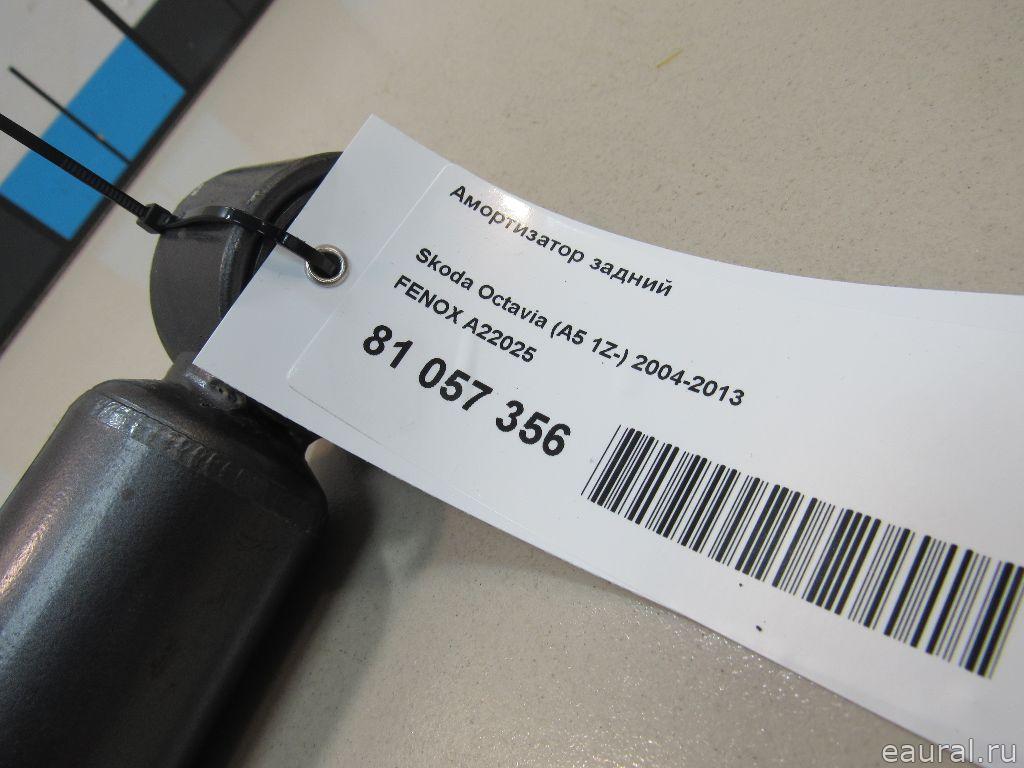 Амортизатор задний
Skoda Octavia (A5 1Z-) 2004-2013
FENOX A22025
81 057 356
eaural.ru